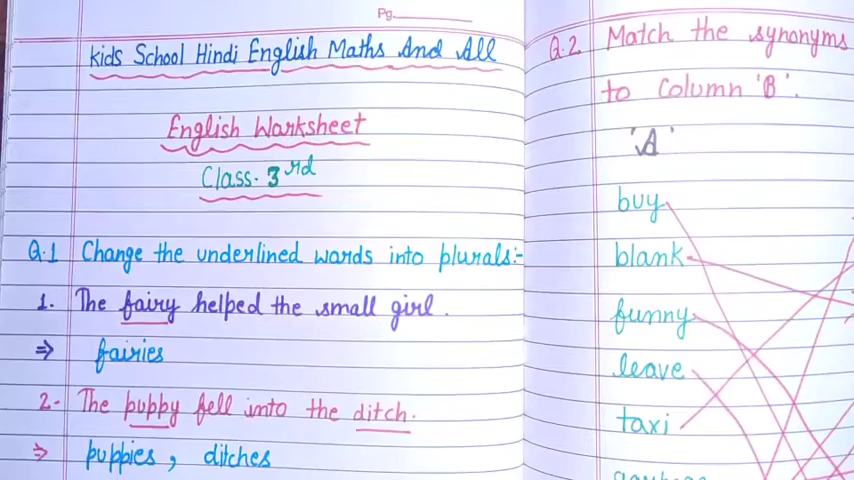 Pg.
Kids School Hindi English Maths And All
English Worksheet
Class. 3rd
Q.1 Change the underlined words into plurals:-
1. The fairy helped the small girl.
⇒ fairies
2- The puppy fell into the ditch.
⇒ puppies, ditches
Q.2 Match the synonyms
to Column 'B'.
'A'
buy
blank
funny
leave
taxi